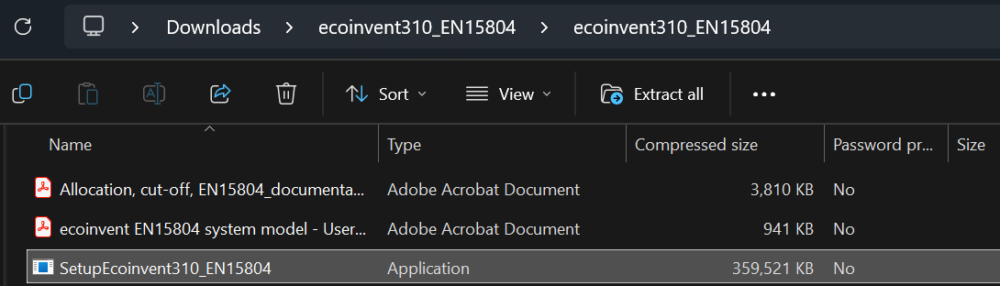 Downloads > ecoinvent310_EN15804 > ecoinvent310_EN15804
Sort View Extract all ...
Name Type Compressed size Password pr... Size
Allocation, cut-off, EN15804_documenta... Adobe Acrobat Document 3,810 KB No
ecoinvent EN15804 system model - User... Adobe Acrobat Document 941 KB No
SetupEcoinvent310_EN15804 Application 359,521 KB No